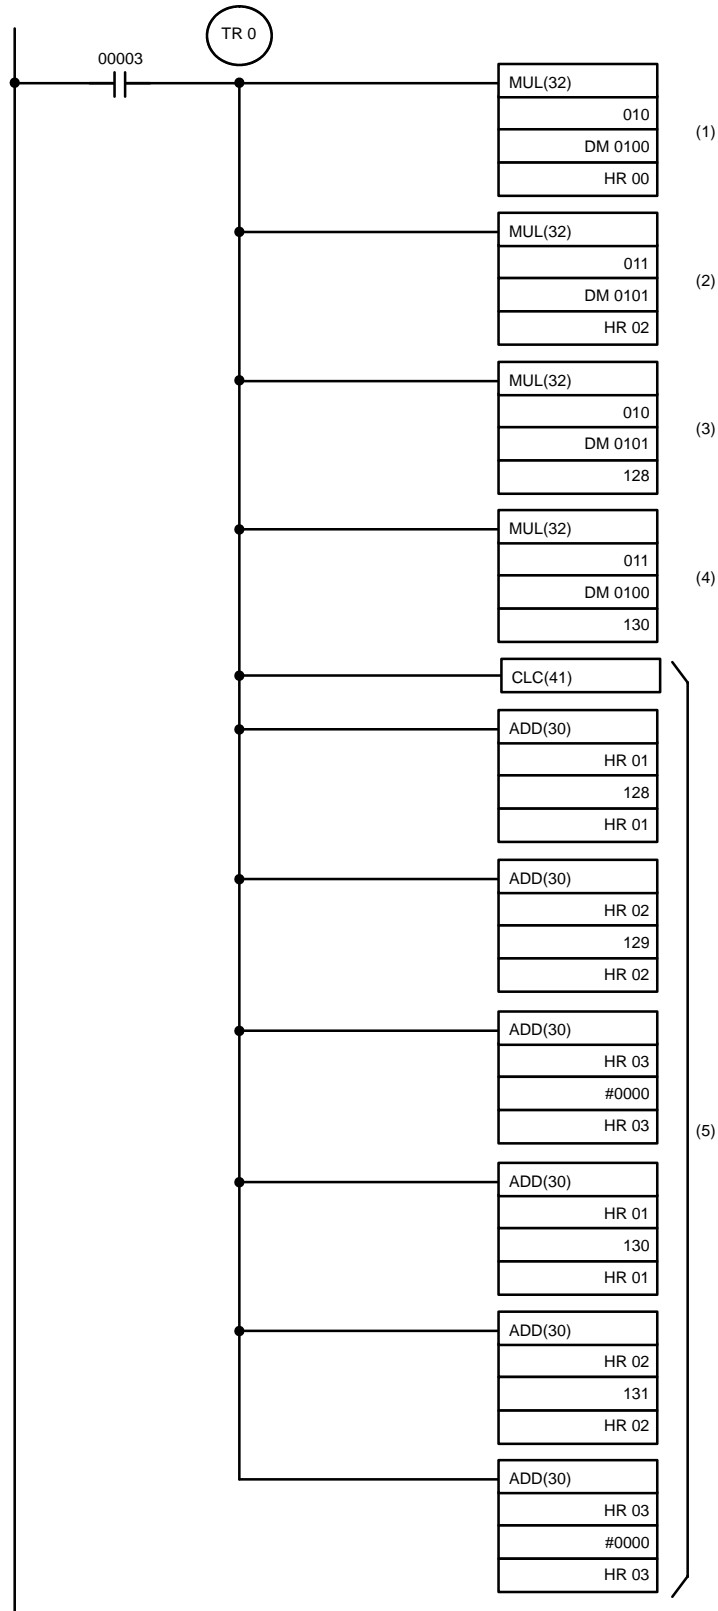 TR 0
00003
MUL(32)
010
DM 0100
HR 00
(1)
MUL(32)
011
DM 0101
HR 02
(2)
MUL(32)
010
DM 0101
128
(3)
MUL(32)
011
DM 0100
130
(4)
CLC(41)
ADD(30)
HR 01
128
HR 01
ADD(30)
HR 02
129
HR 02
ADD(30)
HR 03
#0000
HR 03
(5)
ADD(30)
HR 01
130
HR 01
ADD(30)
HR 02
131
HR 02
ADD(30)
HR 03
#0000
HR 03